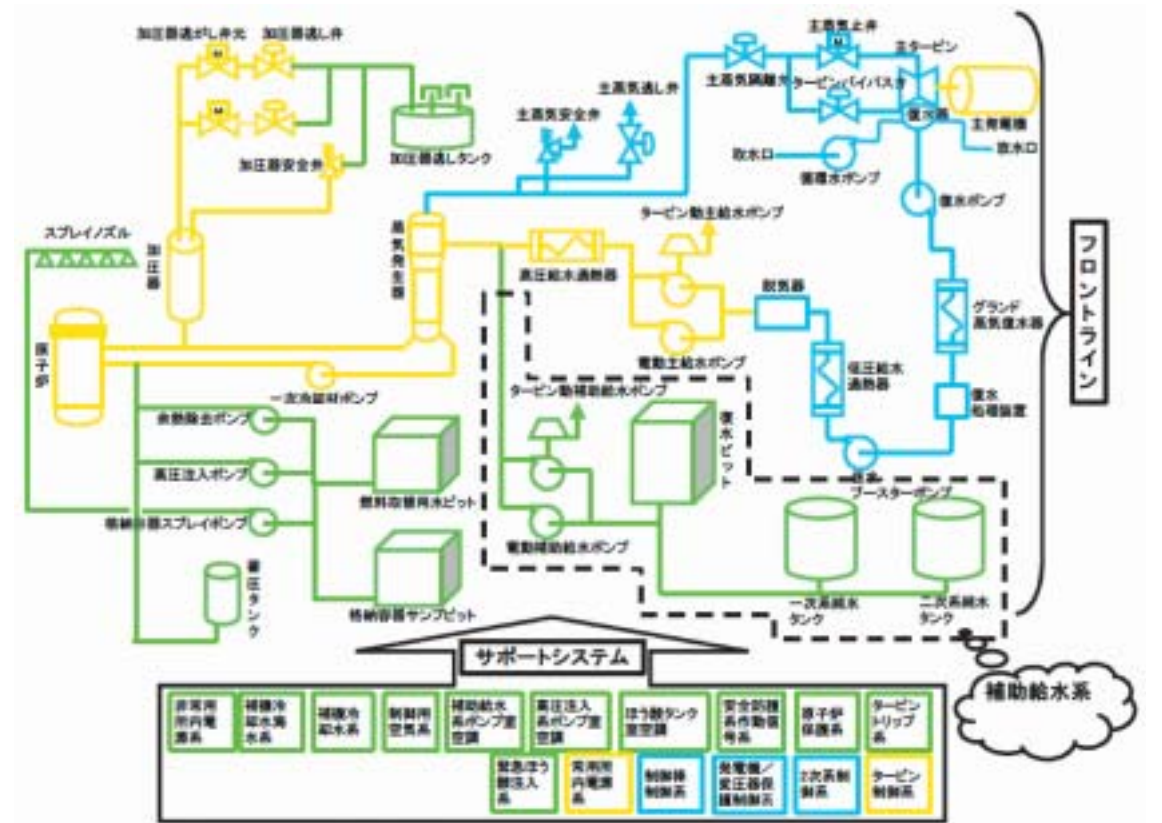 加圧器逃がし弁元
加圧器逃し弁
主蒸気止弁
主タービン
主蒸気隔離弁
タービンバイパス弁
復水器
主発電機
主蒸気逃し弁
主蒸気安全弁
加圧器逃しタンク
加圧器安全弁
取水口
放水口
循環水ポンプ
復水ポンプ
スプレイノズル
加圧器
蒸気発生器
タービン動主給水ポンプ
高圧給水過熱器
脱気器
グランド
蒸気復水器
フロントライン
原子炉
電動主給水ポンプ
低圧給水
過熱器
一次冷却材ポンプ
タービン動補助給水ポンプ
復水
処理装置
余熱除去ポンプ
復水ピット
高圧注入ポンプ
燃料取替用水ピット
ブースターポンプ
格納容器スプレイポンプ
電動補助給水ポンプ
蓄圧タンク
格納容器サンプピット
一次系純水
タンク
二次系純水
タンク
サポートシステム
補助給水系
非常用
所内電
源系
補機冷
却水海
水系
補機冷
却水系
制御用
空気系
補助給水
系ポンプ室
空調
高圧注入
系ポンプ室
空調
ほう酸タンク
室空調
安全防護
系作動信
号系
原子炉
保護系
タービン
トリップ
系
緊急ほう
酸注入
系
常用所
内電源
系
制御棒
制御系
発電機／
変圧器保
護制御系
2次系制
御系
タービン
制御系